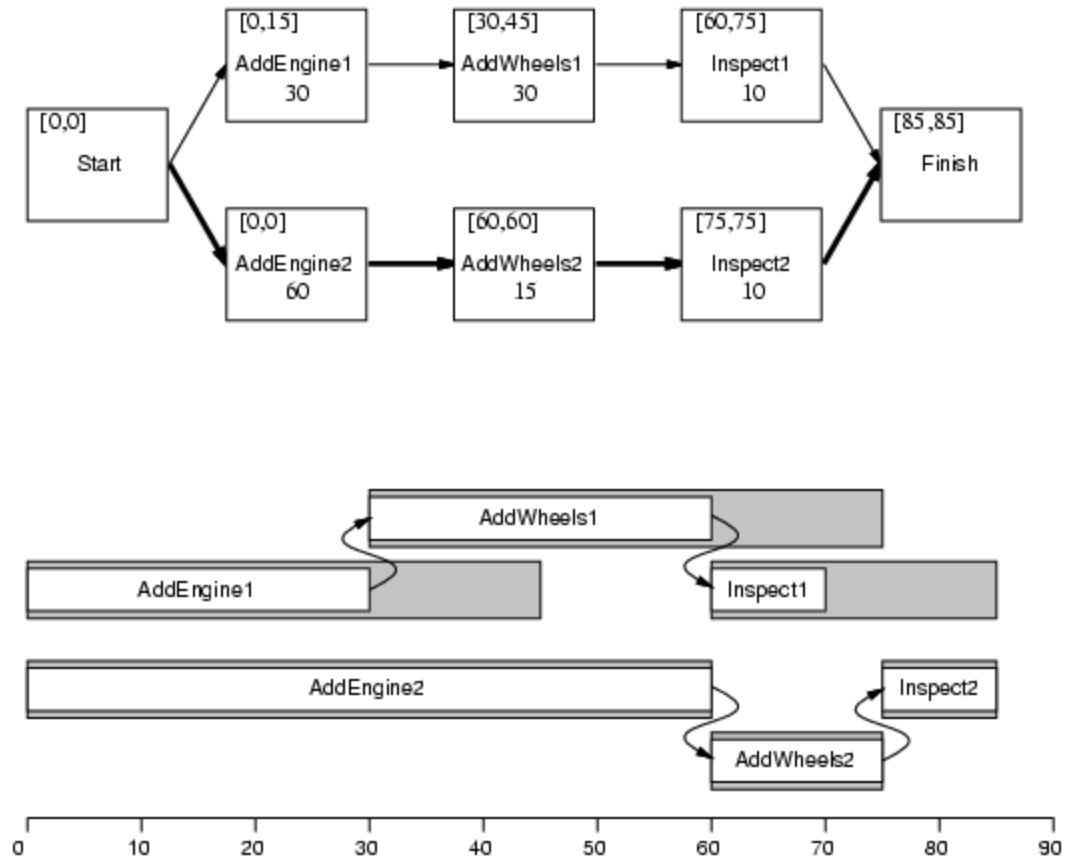 [0,15]
AddEngine1
30
[30,45]
AddWheels1
30
[60,75]
Inspect1
10
[0,0]
Start
[85,85]
Finish
[0,0]
AddEngine2
60
[60,60]
AddWheels2
15
[75,75]
Inspect2
10
AddWheels1
AddEngine1
Inspect1
AddEngine2
Inspect2
AddWheels2
0 10 20 30 40 50 60 70 80 90